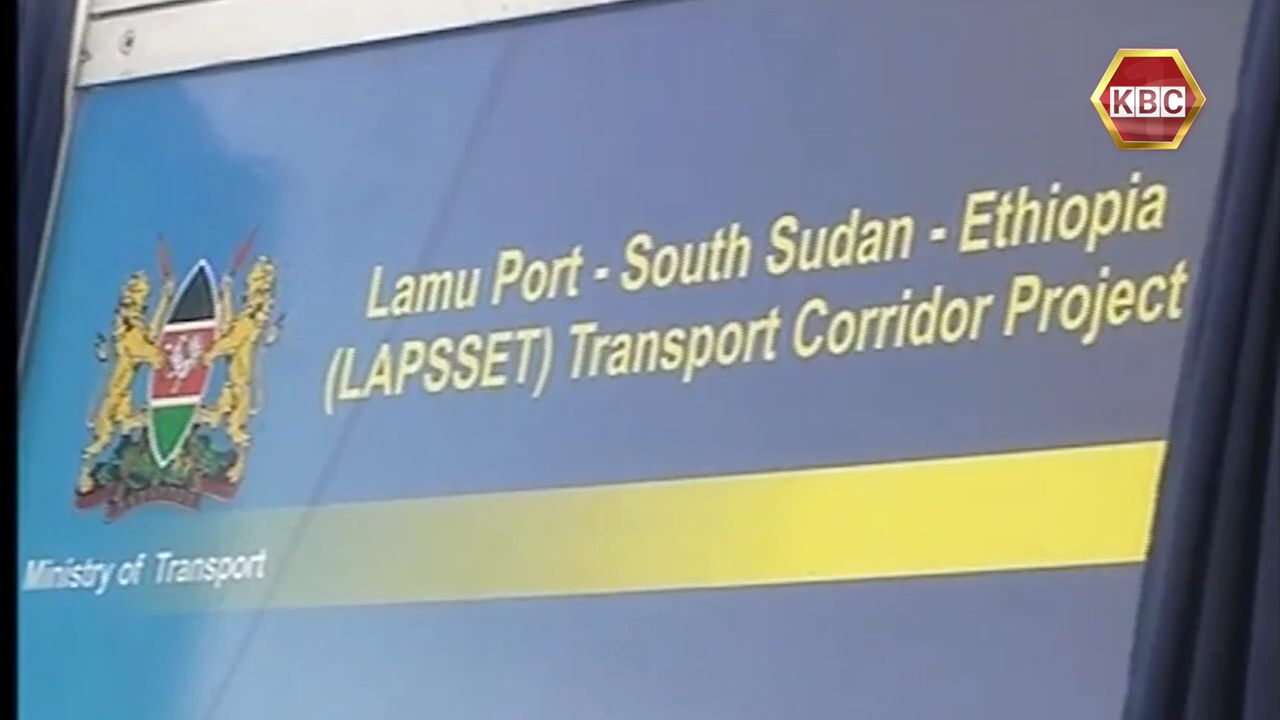 KBC
Lamu Port - South Sudan - Ethiopia
(LAPSSET) Transport Corridor Project
Ministry of Transport